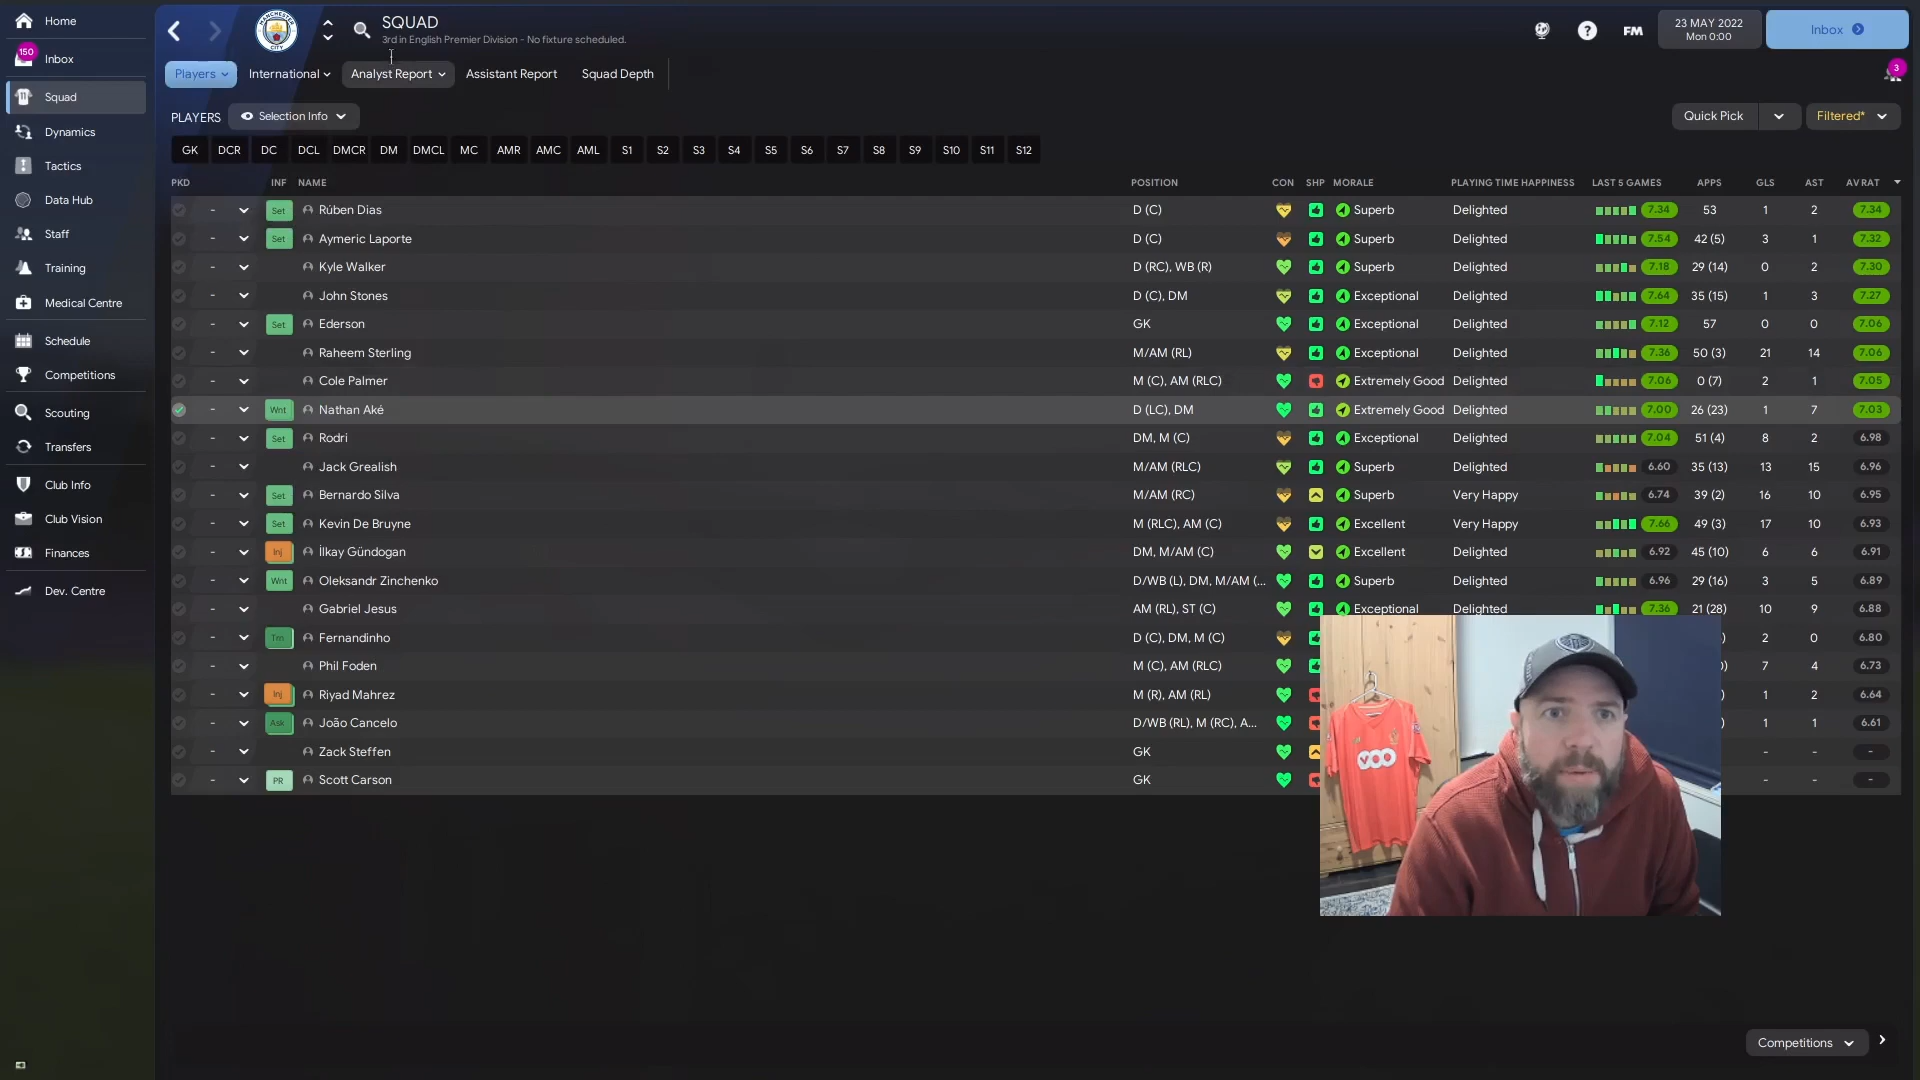 Home
150
Inbox
Squad
Dynamics
Tactics
Data Hub
Staff
Training
Medical Centre
Schedule
Competitions
Scouting
Transfers
Club Info
Club Vision
Finances
Dev. Centre
MANCHESTER
CITY
SQUAD
3rd in English Premier Division - No fixture scheduled.
? FM 23 MAY 2022 Mon 0:00 Inbox
Players International Analyst Report Assistant Report Squad Depth 3
PLAYERS Selection Info Quick Pick Filtered*
GK DCR DC DCL DMCR DM DMCL MC AMR AMC AML S1 S2 S3 S4 S5 S6 S7 S8 S9 S10 S11 S12
PKD INF NAME POSITION CON SHP MORALE PLAYING TIME HAPPINESS LAST 5 GAMES APPS GLS AST AV RAT
- Set Rúben Dias D (C) Superb Delighted 7.34 53 1 2 7.34
- Set Aymeric Laporte D (C) Superb Delighted 7.54 42 (5) 3 1 7.32
- Kyle Walker D (RC), WB (R) Superb Delighted 7.18 29 (14) 0 2 7.30
- John Stones D (C), DM Exceptional Delighted 7.64 35 (15) 1 3 7.27
- Set Ederson GK Exceptional Delighted 7.12 57 0 0 7.06
- Raheem Sterling M/AM (RL) Exceptional Delighted 7.36 50 (3) 21 14 7.06
- Cole Palmer M (C), AM (RLC) Extremely Good Delighted 7.06 0 (7) 2 1 7.05
- Wnt Nathan Aké D (LC), DM Extremely Good Delighted 7.00 26 (23) 1 7 7.03
- Set Rodri DM, M (C) Exceptional Delighted 7.04 51 (4) 8 2 6.98
- Jack Grealish M/AM (RLC) Superb Delighted 6.60 35 (13) 13 15 6.96
- Set Bernardo Silva M/AM (RC) Superb Very Happy 6.74 39 (2) 16 10 6.95
- Set Kevin De Bruyne M (RLC), AM (C) Excellent Very Happy 7.66 49 (3) 17 10 6.93
- Inj İlkay Gündogan DM, M/AM (C) Excellent Delighted 6.92 45 (10) 6 6 6.91
- Wnt Oleksandr Zinchenko D/WB (L), DM, M/AM (... Superb Delighted 6.96 29 (16) 3 5 6.89
- Gabriel Jesus AM (RL), ST (C) Exceptional Delighted 7.36 21 (28) 10 9 6.88
- Trn Fernandinho D (C), DM, M (C) ) 2 0 6.80
- Phil Foden M (C), AM (RLC) ) 7 4 6.73
- Inj Riyad Mahrez M (R), AM (RL) ) 1 2 6.64
- Ask João Cancelo D/WB (RL), M (RC), A... ) 1 1 6.61
- Zack Steffen GK - - -
- PR Scott Carson GK - - -
VOO
Competitions